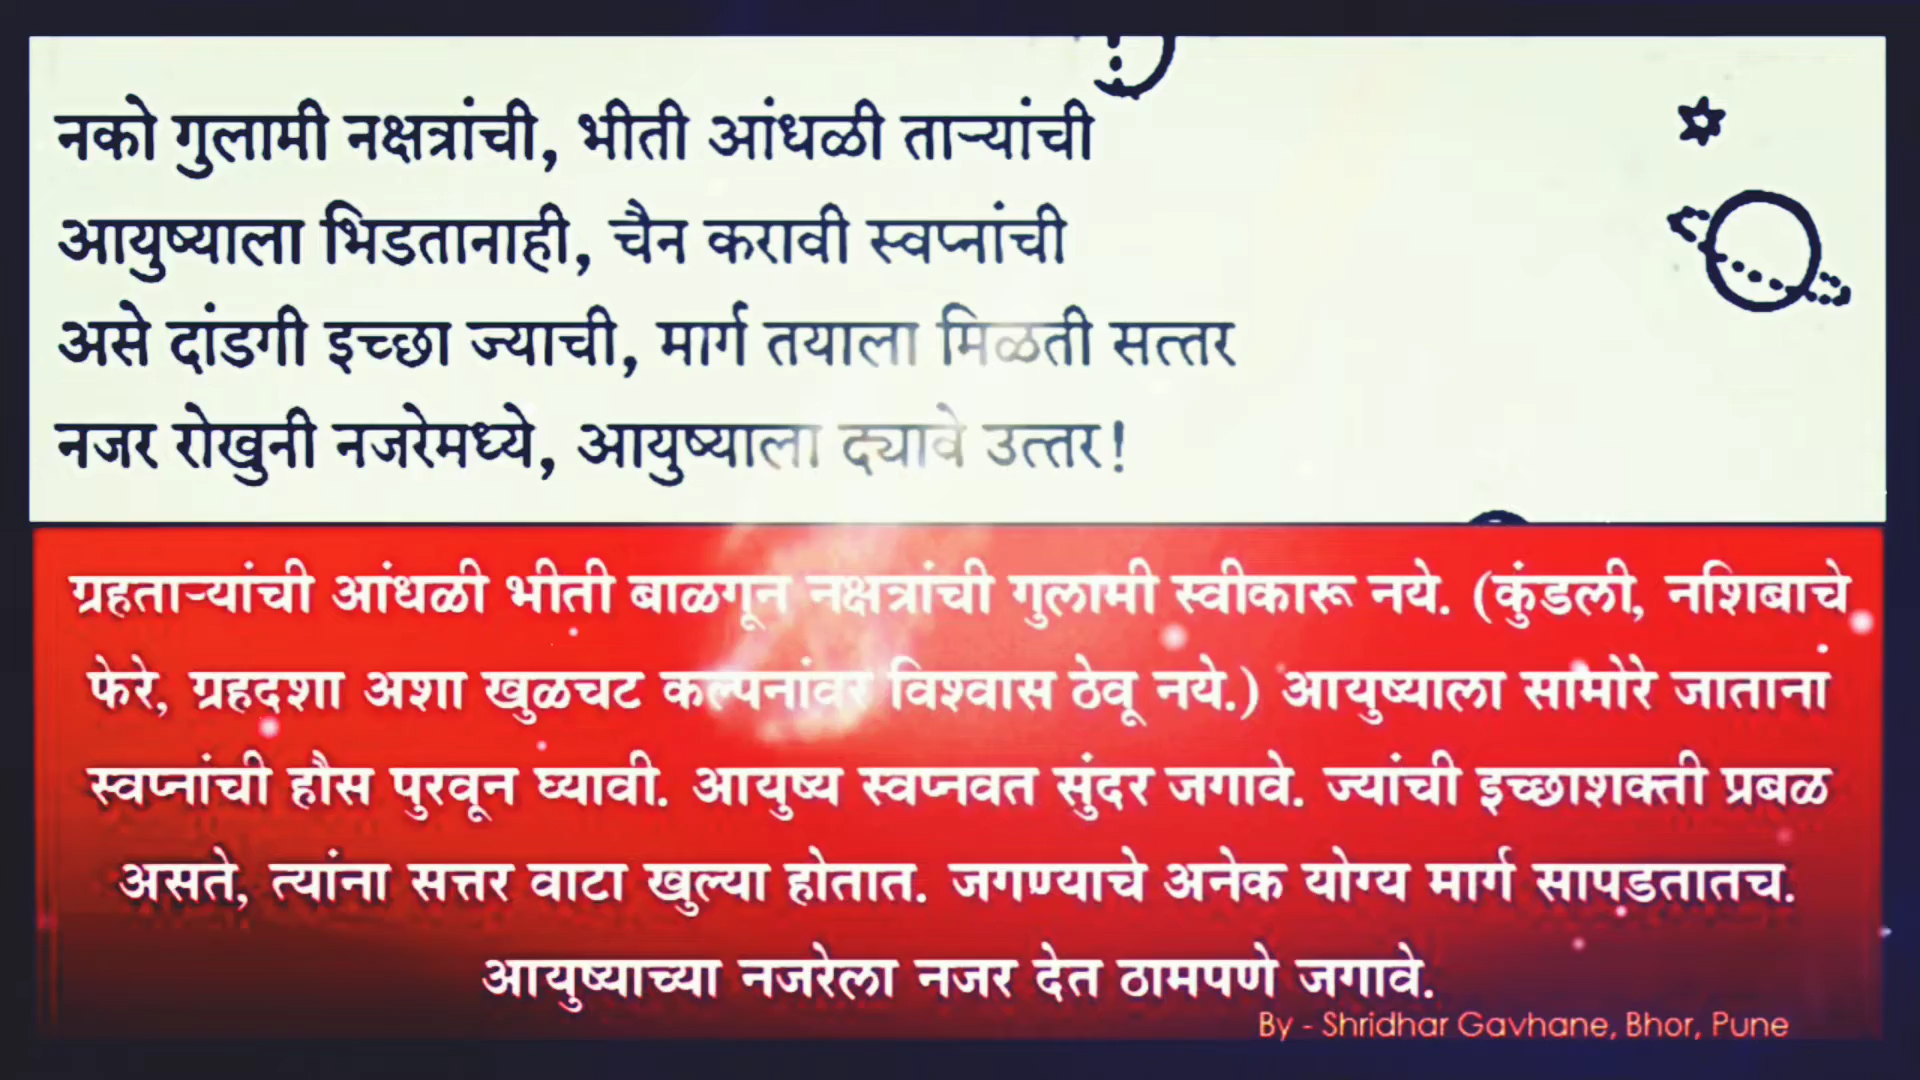 नको गुलामी नक्षत्रांची, भीती आंधळी ताऱ्यांची
आयुष्याला भिडतानाही, चैन करावी स्वप्नांची
असे दांडगी इच्छा ज्याची, मार्ग तयाला मिळती सत्तर
नजर रोखुनी नजरेमध्ये, आयुष्याला द्यावे उत्तर!
ग्रहताऱ्यांची आंधळी भीती बाळगून नक्षत्रांची गुलामी स्वीकारू नये. (कुंडली, नशिबाचे
फेरे, ग्रहदशा अशा खुळचट कल्पनांवर विश्वास ठेवू नये.) आयुष्याला सामोरे जाताना
स्वप्नांची हौस पुरवून घ्यावी. आयुष्य स्वप्नवत सुंदर जगावे. ज्यांची इच्छाशक्ती प्रबळ
असते, त्यांना सत्तर वाटा खुल्या होतात. जगण्याचे अनेक योग्य मार्ग सापडतातच.
आयुष्याच्या नजरेला नजर देत ठामपणे जगावे.
By - Shridhar Gavhane, Bhor, Pune